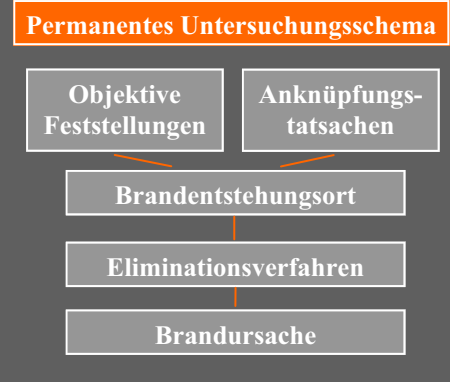 Permanentes Untersuchungsschema
Objektive
Feststellungen
Anknüpfungs-
tatsachen
Brandentstehungsort
Eliminationsverfahren
Brandursache